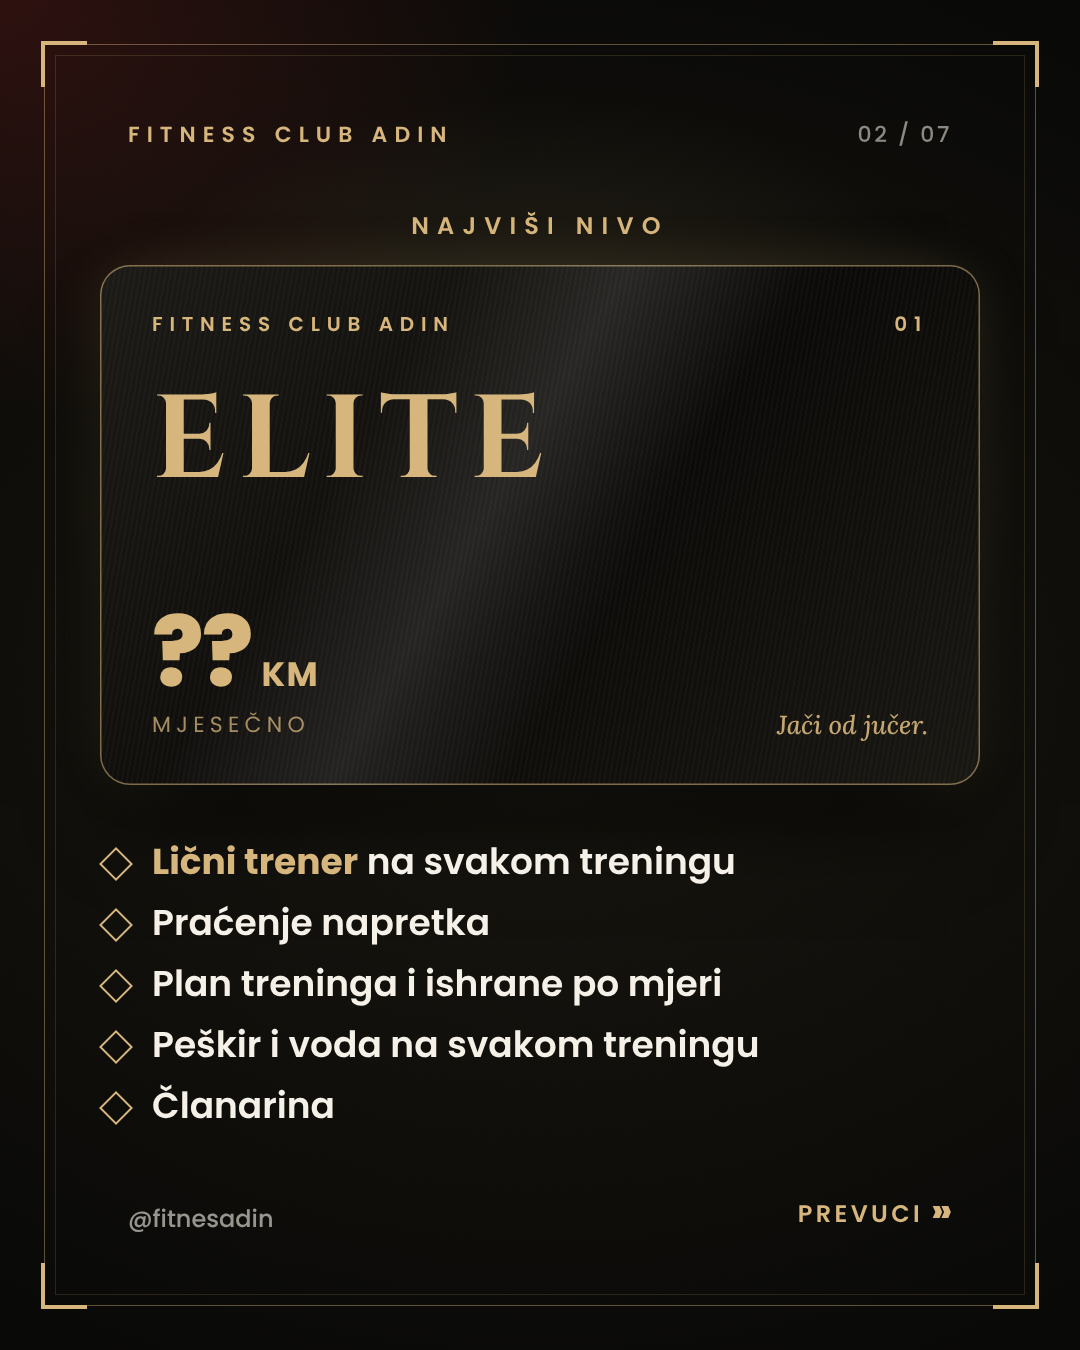 FITNESS CLUB ADIN
02 / 07
NAJVIŠI NIVO
FITNESS CLUB ADIN
01
ELITE
?? KM
MJESEČNO
Jači od jučer.
Lični trener na svakom treningu
Praćenje napretka
Plan treninga i ishrane po mjeri
Peškir i voda na svakom treningu
Članarina
@fitnesadin
PREVUCI »